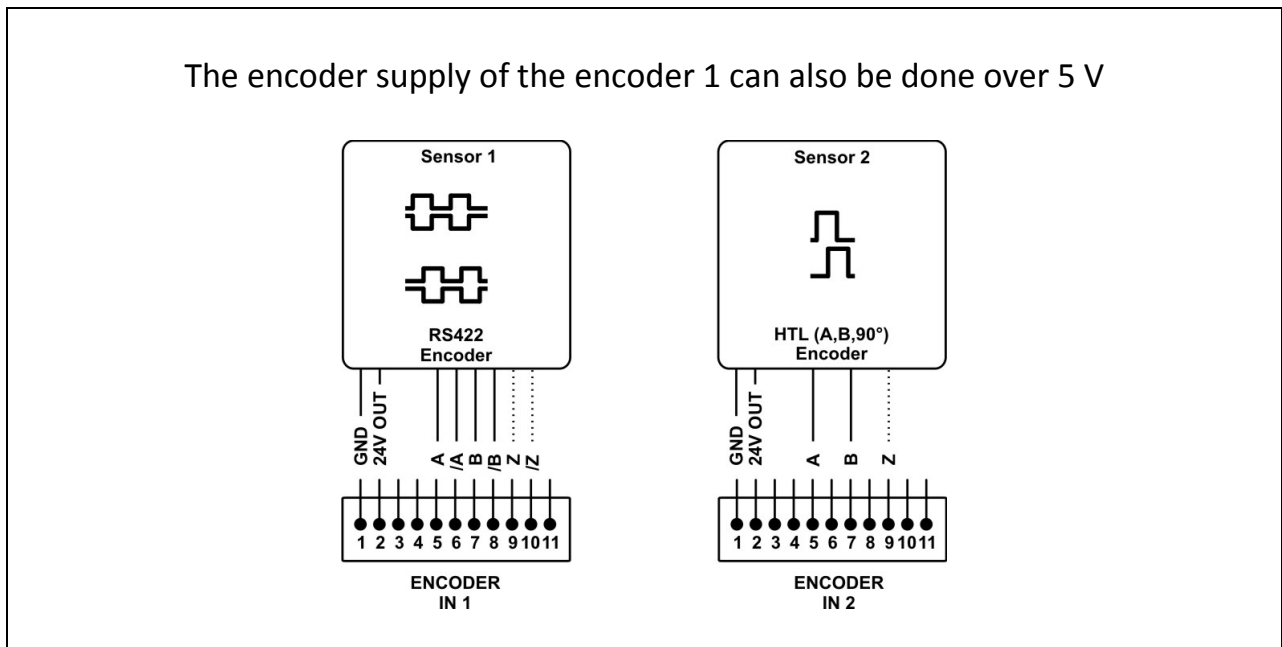 The encoder supply of the encoder 1 can also be done over 5 V
Sensor 1
RS422
Encoder
GND
24V OUT
A
/A
B
/B
Z
/Z
1 2 3 4 5 6 7 8 9 10 11
ENCODER
IN 1
Sensor 2
HTL (A,B,90°)
Encoder
GND
24V OUT
A
B
Z
1 2 3 4 5 6 7 8 9 10 11
ENCODER
IN 2